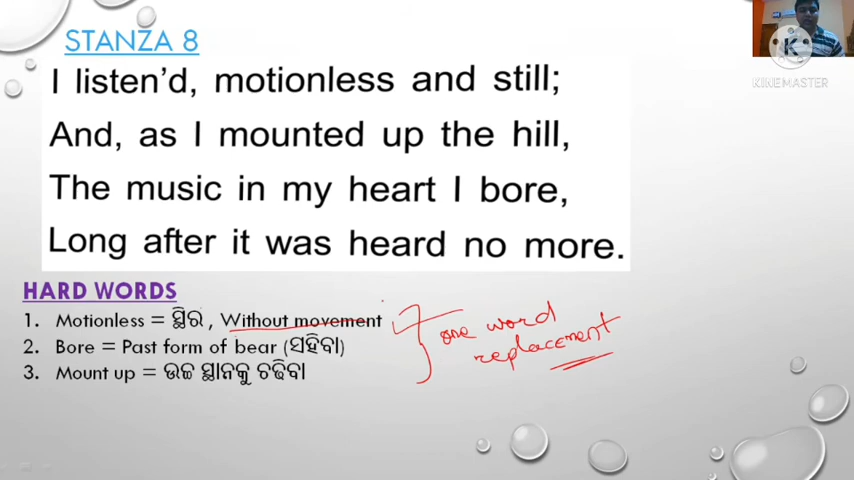 STANZA 8
I listen'd, motionless and still;
And, as I mounted up the hill,
The music in my heart I bore,
Long after it was heard no more.
HARD WORDS
1. Motionless = ସ୍ଥିର , Without movement
2. Bore = Past form of bear (ସହିବା)
3. Mount up = ଉଚ୍ଚ ସ୍ଥାନକୁ ଚଢିବା
one word
replacement
K
KINEMASTER